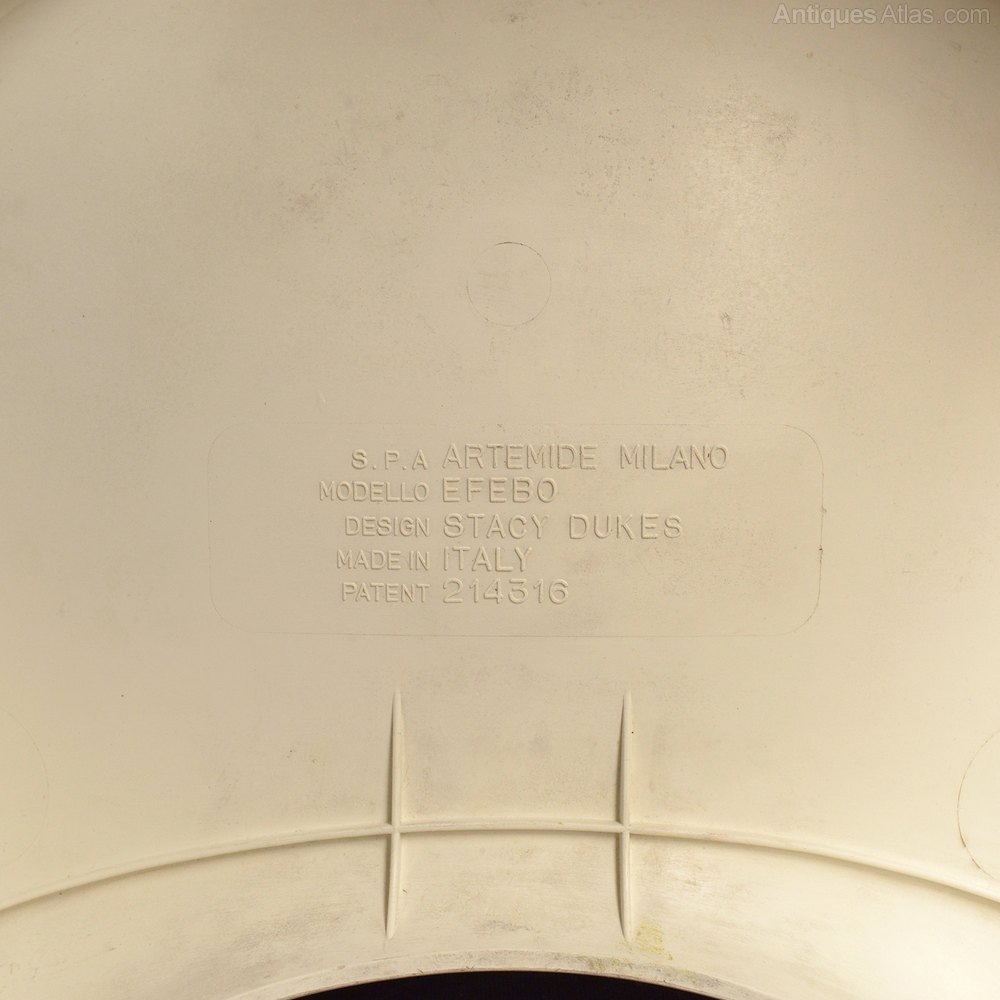 AntiquesAtlas.com
S.P.A ARTEMIDE MILANO
MODELLO EFEBO
DESIGN STACY DUKES
MADE IN ITALY
PATENT 214316